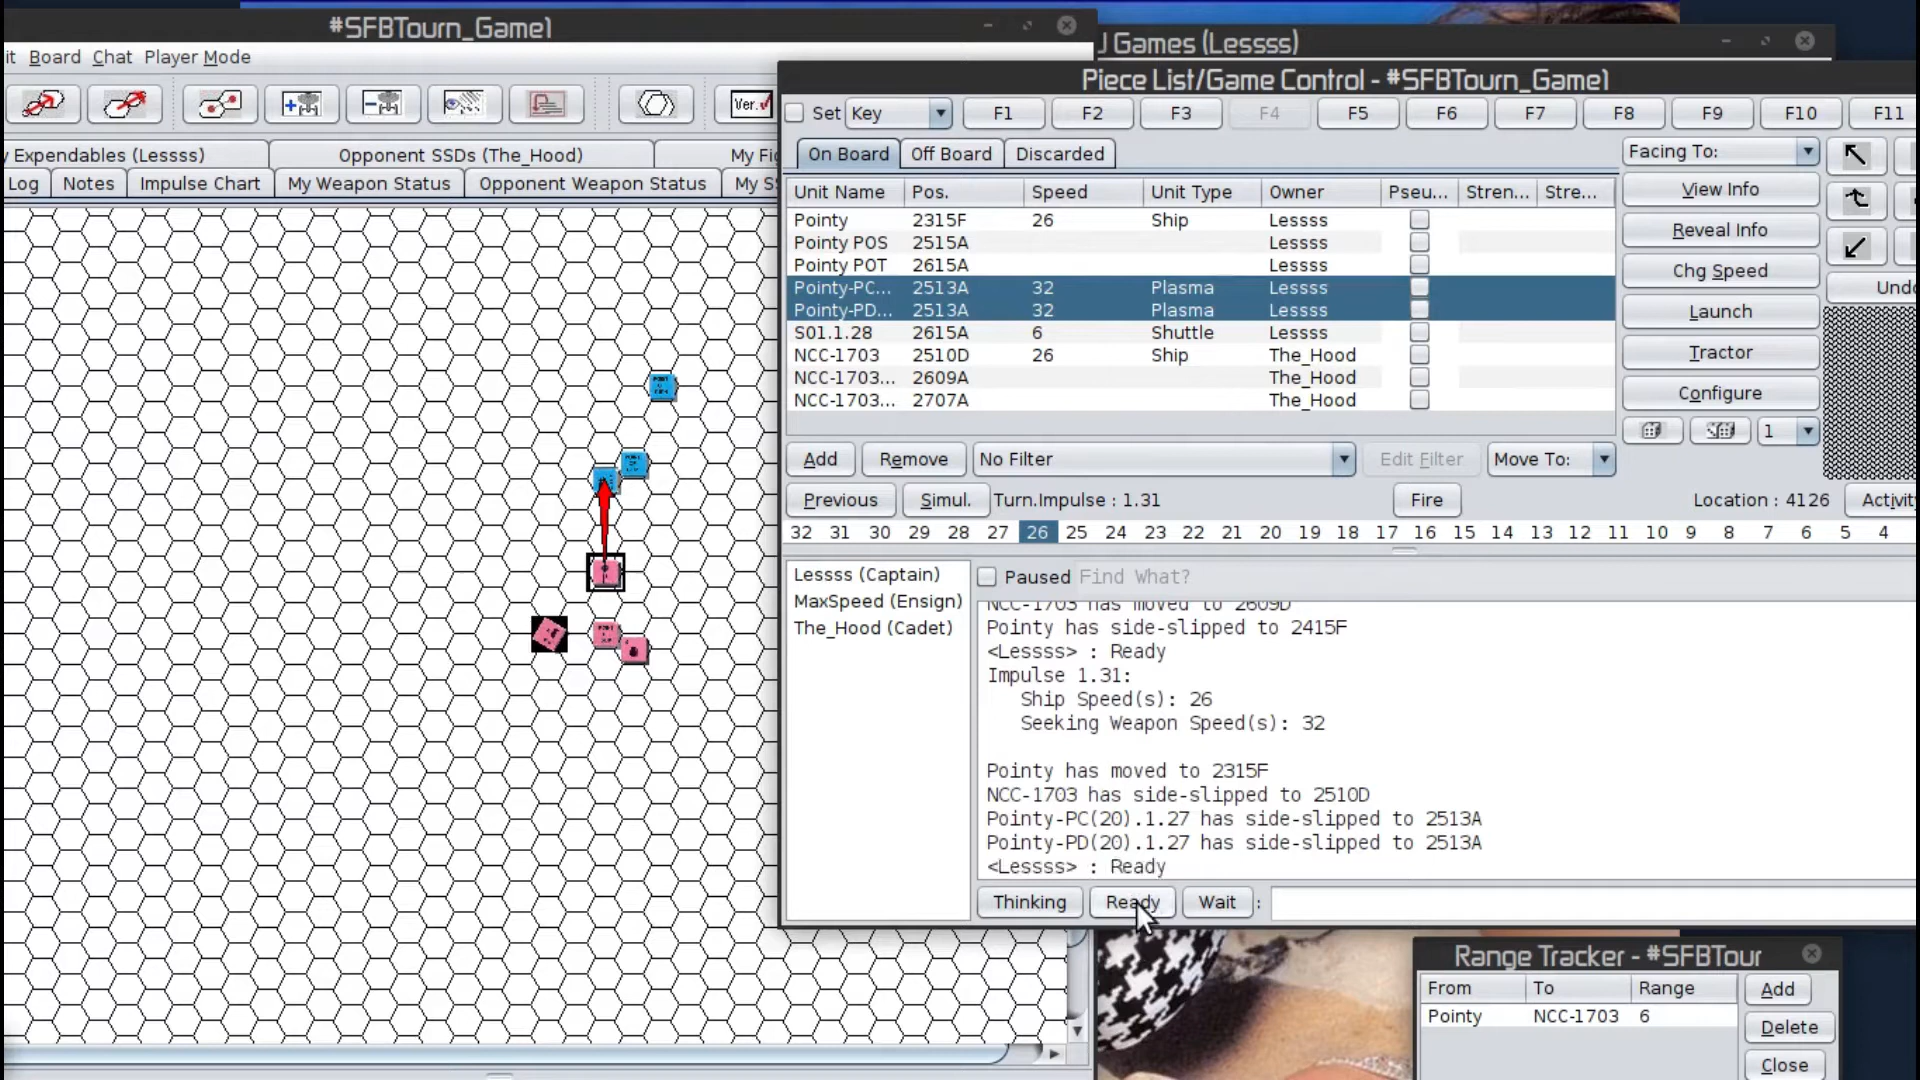 #SFBTourn_Game1
it Board Chat Player Mode
Ver.
y Expendables (Lessss)
Opponent SSDs (The_Hood)
My Fi
Log
Notes
Impulse Chart
My Weapon Status
Opponent Weapon Status
My S
J Games (Lessss)
Piece List/Game Control - #SFBTourn_Game1
Set Key F1 F2 F3 F4 F5 F6 F7 F8 F9 F10 F11
On Board Off Board Discarded
Unit Name Pos. Speed Unit Type Owner Pseu... Stren... Stre...
Pointy 2315F 26 Ship Lessss
Pointy POS 2515A Lessss
Pointy POT 2615A Lessss
Pointy-PC... 2513A 32 Plasma Lessss
Pointy-PD... 2513A 32 Plasma Lessss
S01.1.28 2615A 6 Shuttle Lessss
NCC-1703 2510D 26 Ship The_Hood
NCC-1703... 2609A The_Hood
NCC-1703... 2707A The_Hood
Facing To:
View Info
Reveal Info
Chg Speed
Launch
Tractor
Configure
1
Undo
Add Remove No Filter Edit Filter Move To:
Previous Simul. Turn.Impulse : 1.31 Fire Location : 4126 Activity
32 31 30 29 28 27 26 25 24 23 22 21 20 19 18 17 16 15 14 13 12 11 10 9 8 7 6 5 4
Lessss (Captain)
MaxSpeed (Ensign)
The_Hood (Cadet)
Paused Find What?
NCC-1703 has moved to 2609D
Pointy has side-slipped to 2415F
<Lessss> : Ready
Impulse 1.31:
Ship Speed(s): 26
Seeking Weapon Speed(s): 32
Pointy has moved to 2315F
NCC-1703 has side-slipped to 2510D
Pointy-PC(20).1.27 has side-slipped to 2513A
Pointy-PD(20).1.27 has side-slipped to 2513A
<Lessss> : Ready
Thinking Ready Wait :
Range Tracker - #SFBTour
From To Range
Pointy NCC-1703 6
Add
Delete
Close